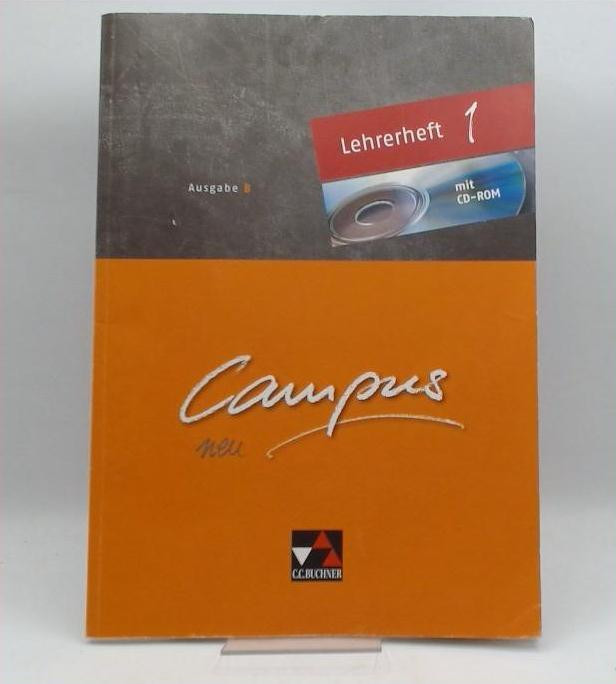 Lehrerheft 1
mit
CD-ROM
Ausgabe B
Campus
neu
C.C.BUCHNER